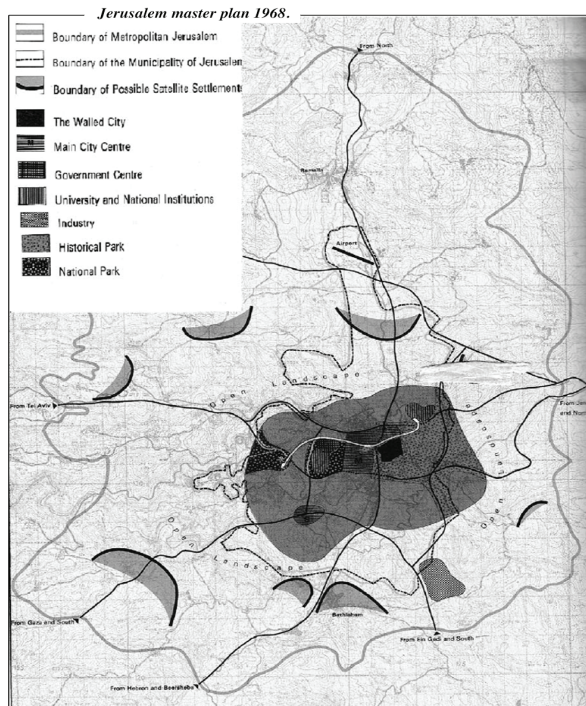 Jerusalem master plan 1968.
Boundary of Metropolitan Jerusalem
Boundary of the Municipality of Jerusalem
Boundary of Possible Satellite Settlements
The Walled City
Main City Centre
Government Centre
University and National Institutions
Industry
Historical Park
National Park
From North
Ramalla
Airport
Open Landscape
From Tel Aviv
From
and
Open
Open Landscape
Bethlehem
From Gaza and South
From Ein Gedi and South
From Hebron and Beersheba